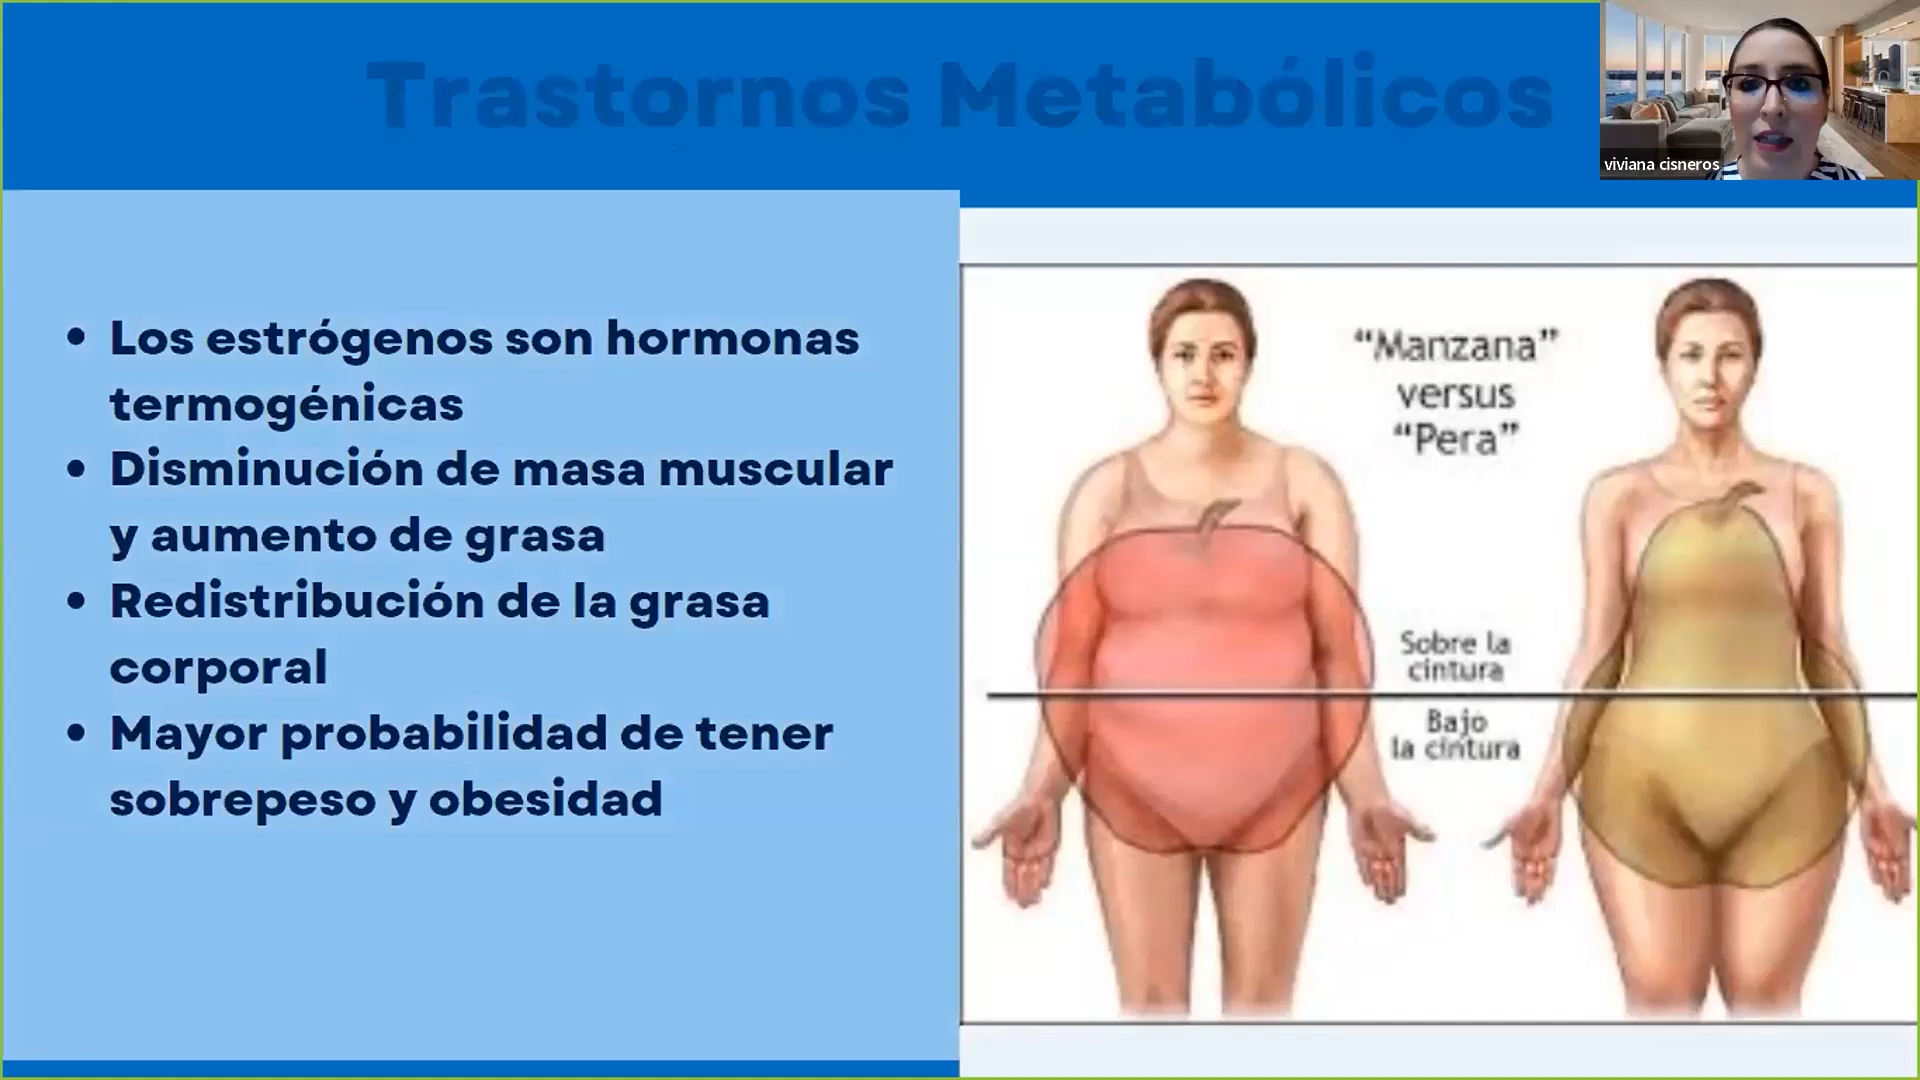 Trastornos Metabólicos
viviana cisneros
• Los estrógenos son hormonas
termogénicas
• Disminución de masa muscular
y aumento de grasa
• Redistribución de la grasa
corporal
• Mayor probabilidad de tener
sobrepeso y obesidad
“Manzana”
versus
“Pera”
Sobre la
cintura
Bajo
la cintura